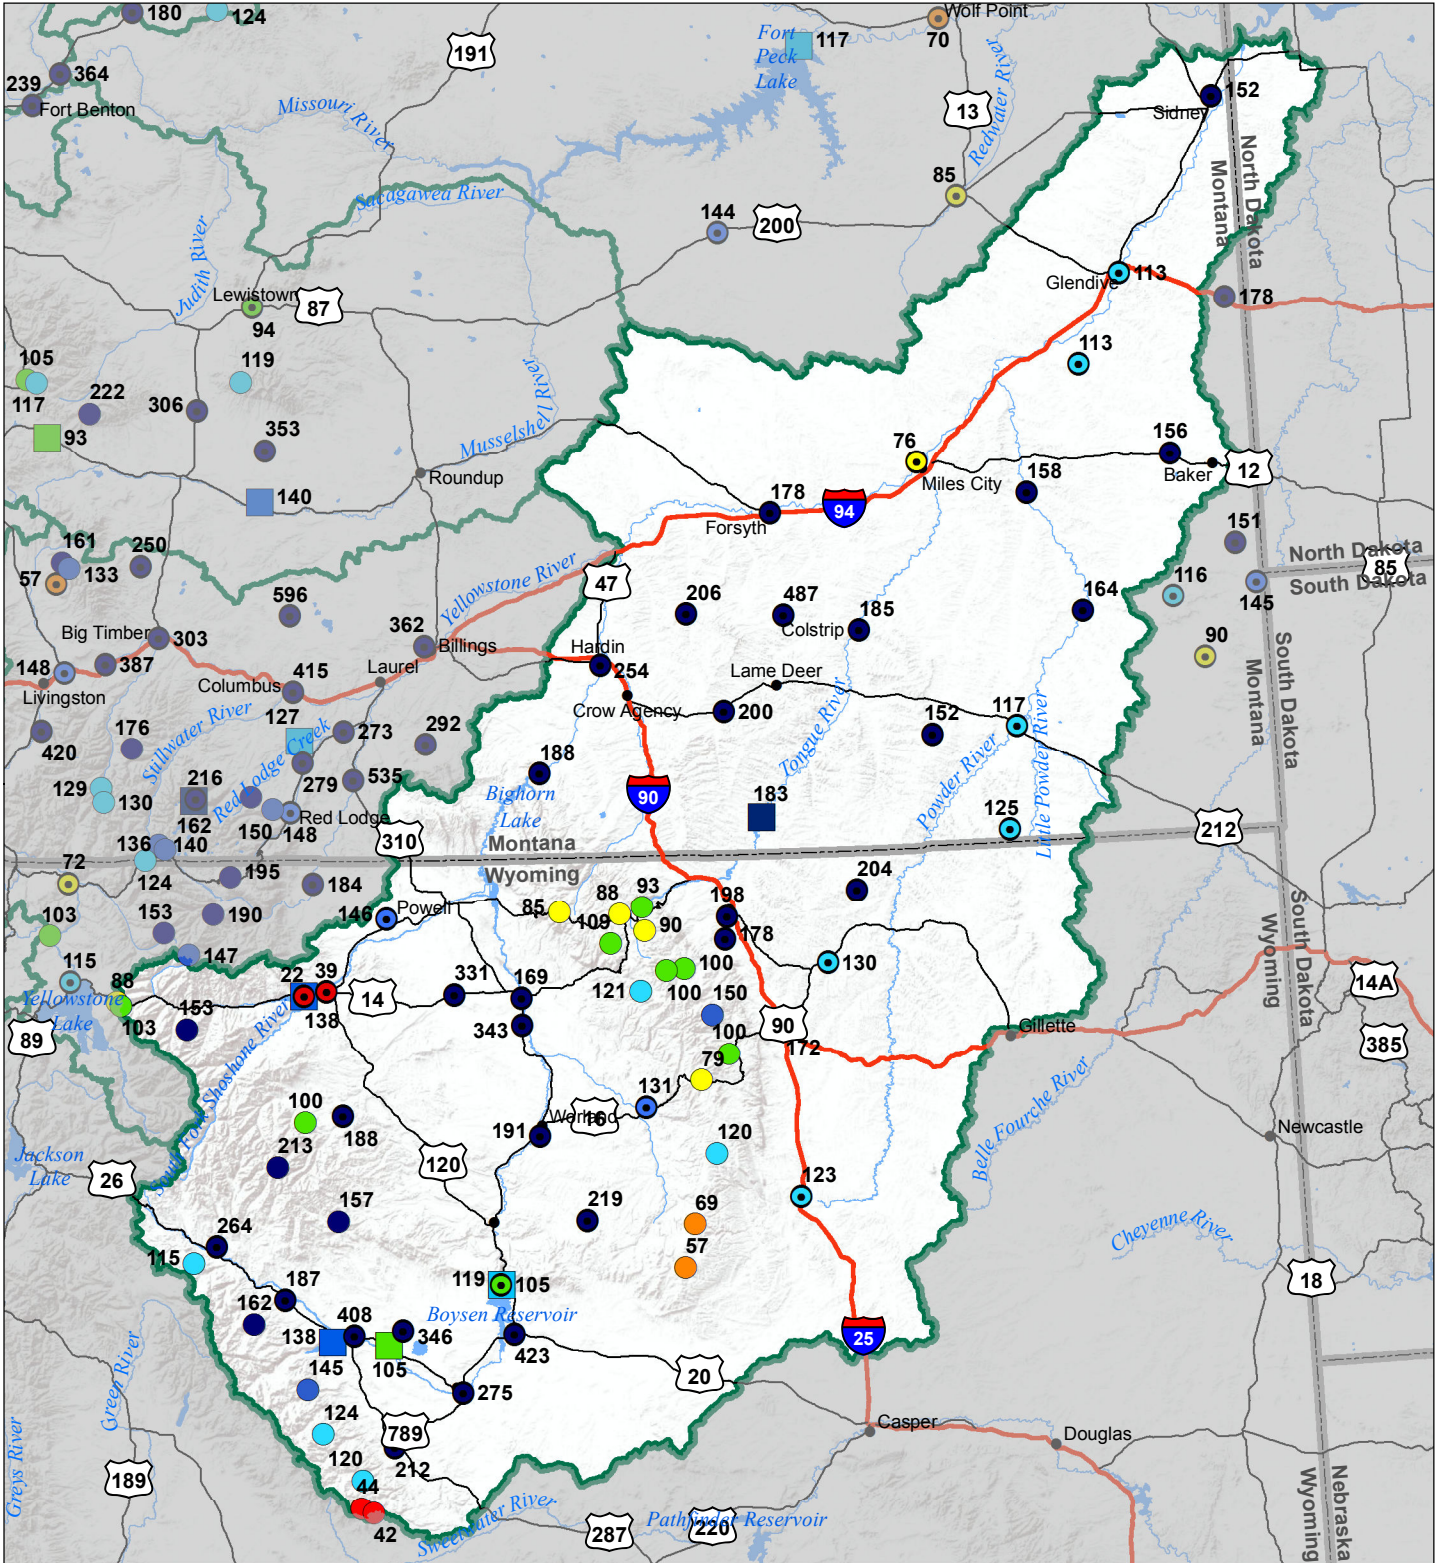 180
124
191
Fort
Peck
Lake
117
Wolf Point
70
239
364
Fort Benton
Missouri River
13
Redwater River
152
Sidney
North Dakota
Montana
Sacagawea River
85
144
200
Judith River
Lewistown
87
94
Glendive
113
178
105
119
117
222
306
93
353
Musselshell River
113
Roundup
140
76
Miles City
156
Baker
12
158
178
94
Forsyth
161
250
57
133
151
North Dakota
South Dakota
85
116
145
Yellowstone River
47
596
206
487
185
Colstrip
164
Big Timber
303
362
Billings
Hardin
254
90
148
387
Livingston
Columbus
415
Laurel
Lame Deer
Crow Agency
200
South Dakota
Montana
420
176
Stillwater River
127
Red Lodge Creek
273
292
152
117
Tongue River
Powder River
Little Powder River
279
188
129
130
216
535
Bighorn
Lake
90
183
162
150
148
Red Lodge
125
212
136
140
310
Montana
Wyoming
72
124
195
184
204
153
190
146
Powell
85
88
93
109
90
198
178
103
147
130
South Dakota
Wyoming
115
88
Yellowstone
Lake
103
22
39
138
14
331
169
121
100
100
150
14A
89
153
343
100
90
172
Gillette
385
South Fork Shoshone River
79
131
100
188
16
Worland
191
Belle Fourche River
Newcastle
213
120
120
Jackson
Lake
26
123
157
219
69
57
264
Cheyenne River
115
18
187
119
105
162
408
Boysen Reservoir
138
346
423
25
145
105
20
Green River
275
124
789
Casper
Douglas
120
212
Greys River
189
44
42
Sweetwater River
287
Pathfinder Reservoir
220
Nebraska
Wyoming